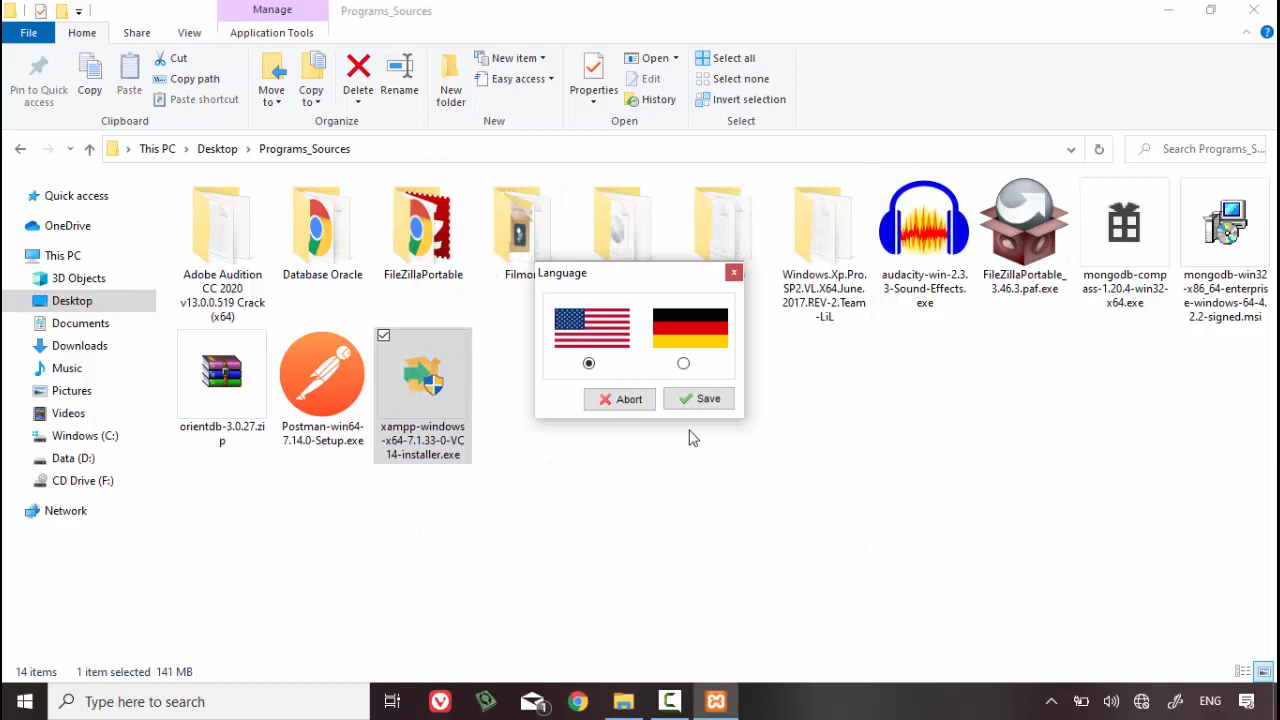 Manage
Programs_Sources
File
Home
Share
View
Application Tools
Pin to Quick
access
Copy
Paste
Cut
Copy path
Paste shortcut
Clipboard
Move
to
Copy
to
Delete
Rename
Organize
New
folder
New item
Easy access
New
Properties
Open
Edit
History
Open
Select all
Select none
Invert selection
Select
This PC
Desktop
Programs_Sources
Search Programs_S...
Quick access
OneDrive
This PC
3D Objects
Desktop
Documents
Downloads
Music
Pictures
Videos
Windows (C:)
Data (D:)
CD Drive (F:)
Network
Adobe Audition
CC 2020
v13.0.0.519 Crack
(x64)
Database Oracle
FileZillaPortable
Filmor
Windows.Xp.Pro.
SP2.VL.X64.June.
2017.REV-2.Team
-LiL
audacity-win-2.3.
3-Sound-Effects.
exe
FileZillaPortable_
3.46.3.paf.exe
mongodb-comp
ass-1.20.4-win32-
x64.exe
mongodb-win32
-x86_64-enterpris
e-windows-64-4.
2.2-signed.msi
orientdb-3.0.27.zi
p
Postman-win64-
7.14.0-Setup.exe
xampp-windows
-x64-7.1.33-0-VC
14-installer.exe
Language
Abort
Save
14 items
1 item selected
141 MB
Type here to search
1
ENG